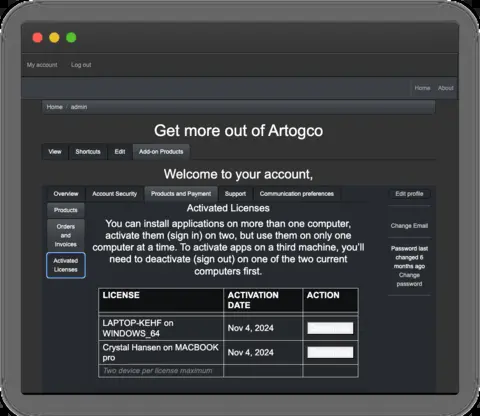 My account Log out
Home About
Home / admin
Get more out of Artogco
View Shortcuts Edit Add-on Products
Welcome to your account,
Overview Account Security Products and Payment Support Communication preferences
Edit profile
Products
Orders
and
Invoices
Activated
Licenses
Activated Licenses
You can install applications on more than one computer,
activate them (sign in) on two, but use them on only one
computer at a time. To activate apps on a third machine, you'll
need to deactivate (sign out) on one of the two current
computers first.
Change Email
Password last
changed 6
months ago
Change
password
LICENSE ACTIVATION DATE ACTION
LAPTOP-KEHF on
WINDOWS_64
Nov 4, 2024
Crystal Hansen on MACBOOK
pro
Nov 4, 2024
Two device per license maximum